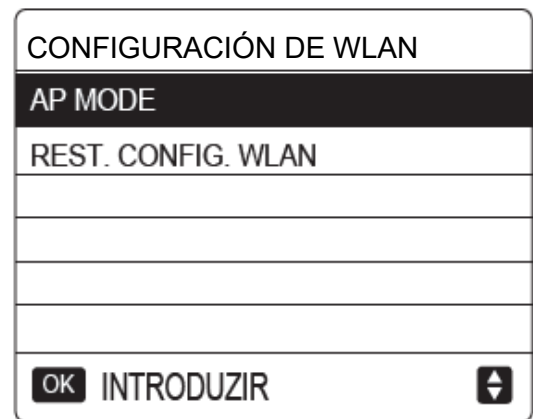 CONFIGURACIÓN DE WLAN
AP MODE
REST. CONFIG. WLAN
OK INTRODUZIR